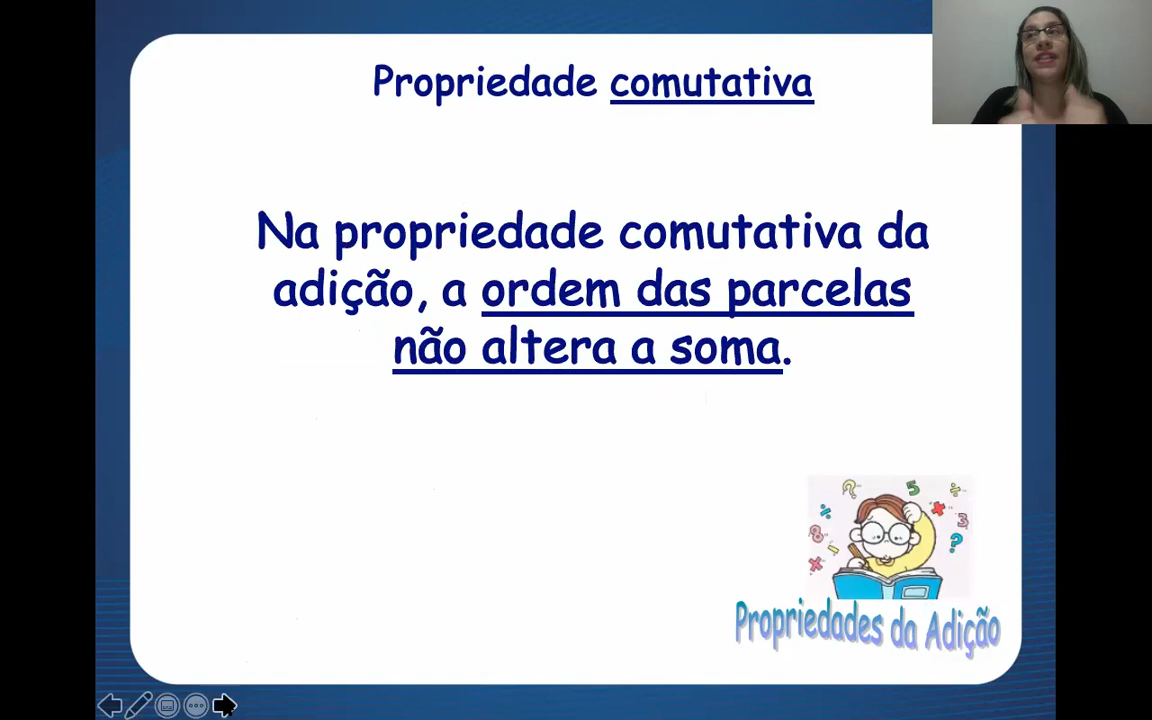 Propriedade comutativa
Na propriedade comutativa da
adição, a ordem das parcelas
não altera a soma.
Propriedades da Adição